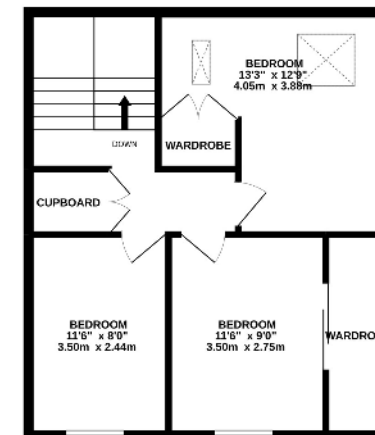 BEDROOM
13'3" x 12'9"
4.05m x 3.88m
DOWN
WARDROBE
CUPBOARD
BEDROOM
11'6" x 8'0"
3.50m x 2.44m
BEDROOM
11'6" x 9'0"
3.50m x 2.75m
WARDRO